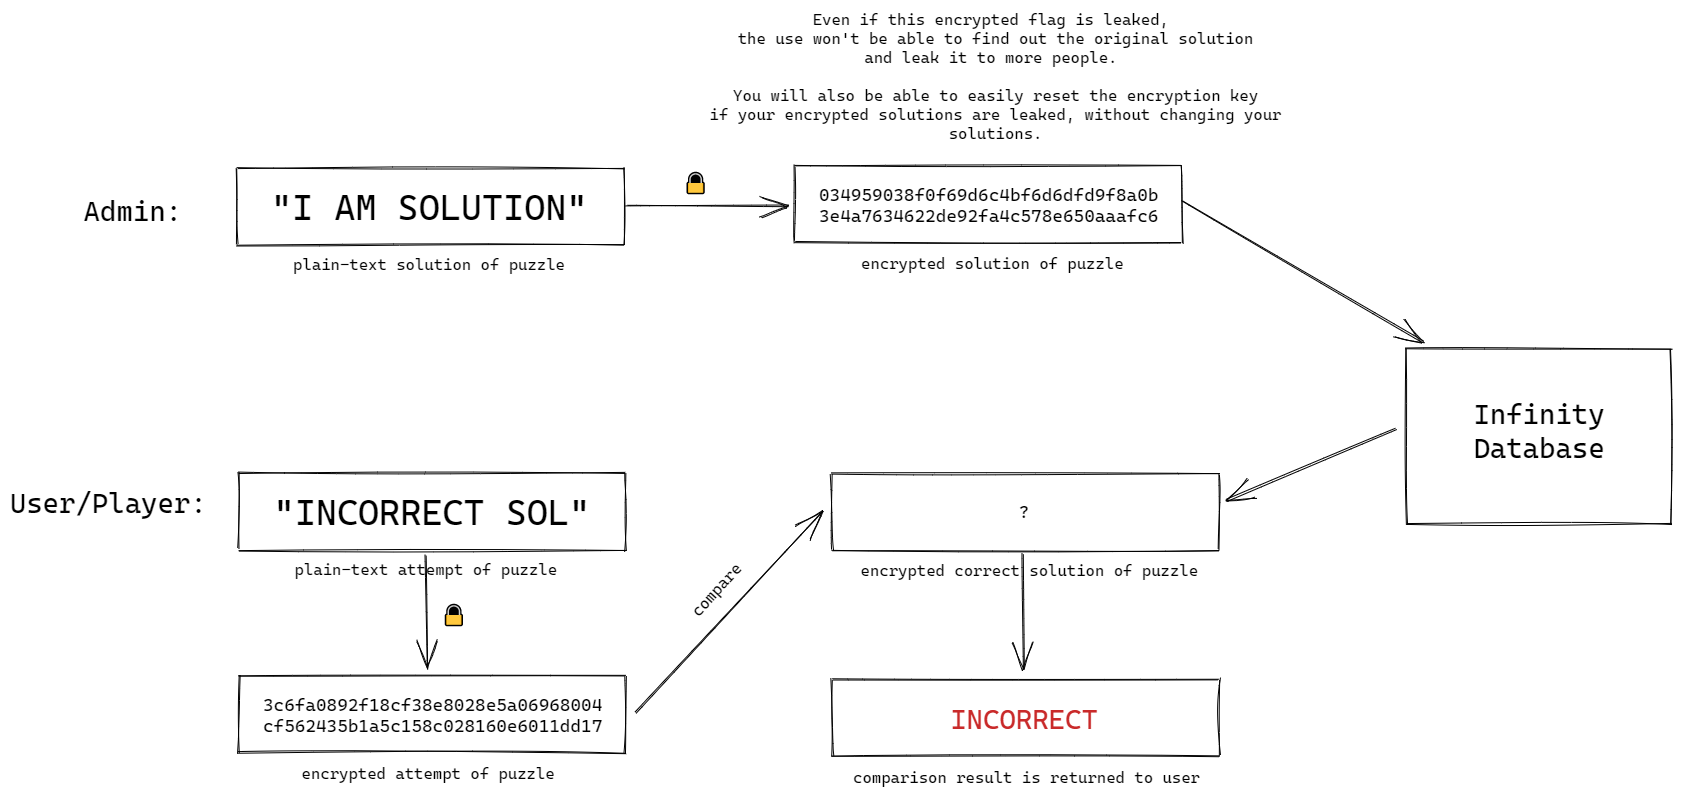 Even if this encrypted flag is leaked,
the use won't be able to find out the original solution
and leak it to more people.
You will also be able to easily reset the encryption key
if your encrypted solutions are leaked, without changing your
solutions.
Admin:
"I AM SOLUTION"
034959038f0f69d6c4bf6d6dfd9f8a0b
3e4a7634622de92fa4c578e650aaafc6
plain-text solution of puzzle
encrypted solution of puzzle
Infinity
Database
User/Player:
"INCORRECT SOL"
?
plain-text attempt of puzzle
encrypted correct solution of puzzle
compare
3c6fa0892f18cf38e8028e5a06968004
cf562435b1a5c158c028160e6011dd17
INCORRECT
encrypted attempt of puzzle
comparison result is returned to user